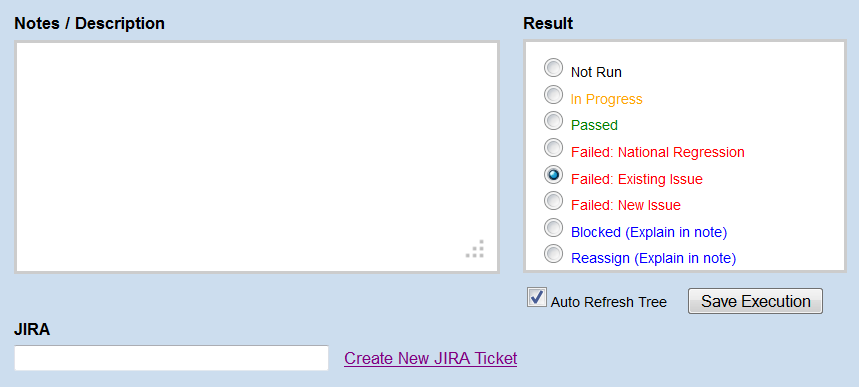 Notes / Description
Result
Not Run
In Progress
Passed
Failed: National Regression
Failed: Existing Issue
Failed: New Issue
Blocked (Explain in note)
Reassign (Explain in note)
Auto Refresh Tree
Save Execution
JIRA
Create New JIRA Ticket